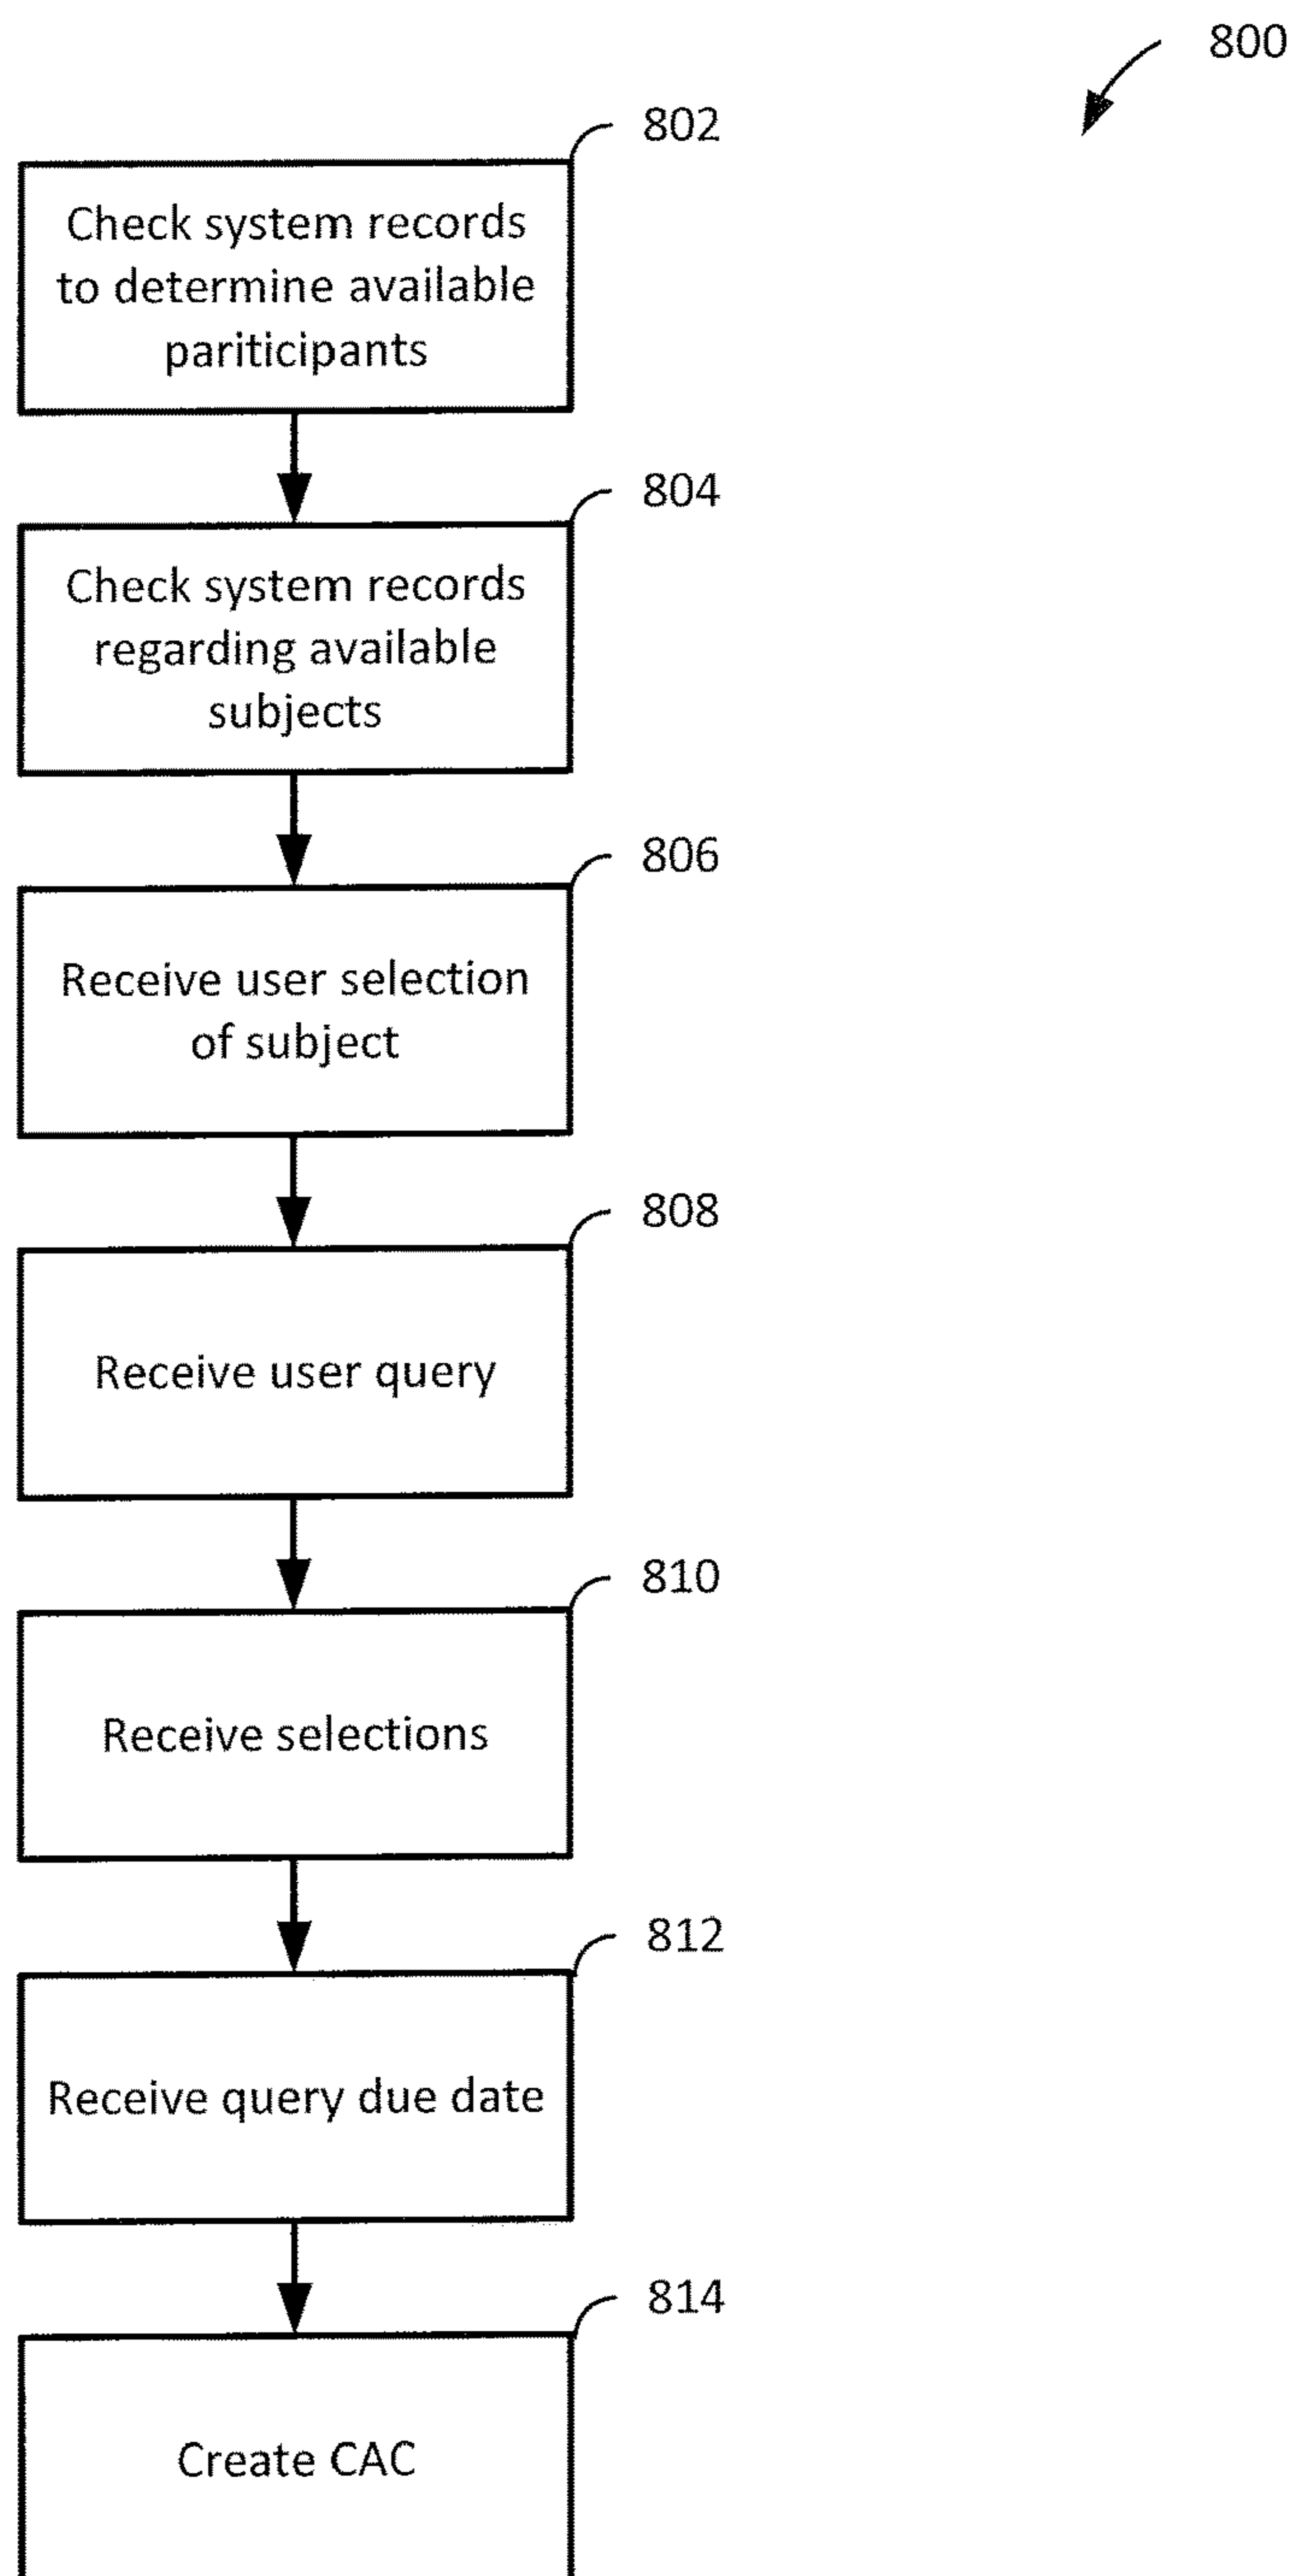 800
802
Check system records
to determine available
pariticipants
804
Check system records
regarding available
subjects
806
Receive user selection
of subject
808
Receive user query
810
Receive selections
812
Receive query due date
814
Create CAC